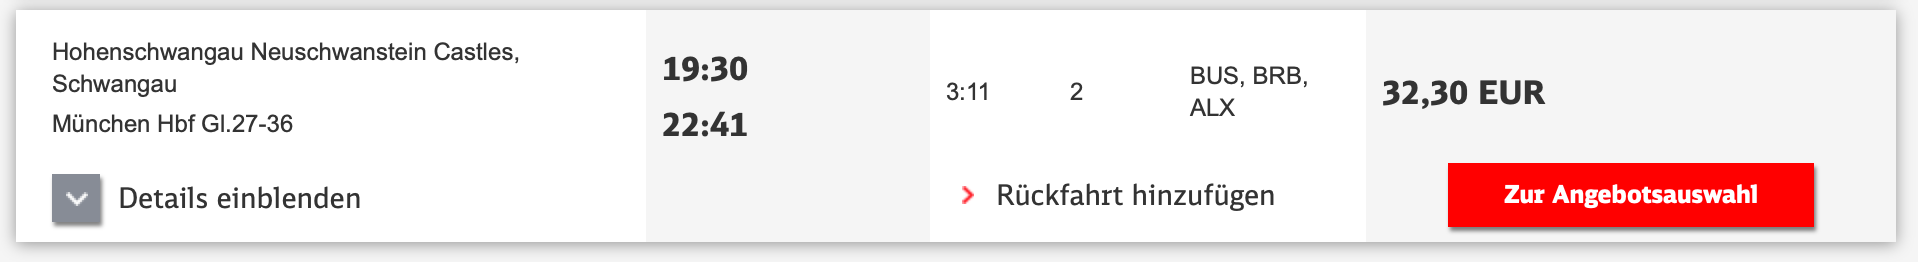 Hohenschwangau Neuschwanstein Castles,
Schwangau
München Hbf Gl.27-36
19:30
22:41
3:11
2
BUS, BRB,
ALX
32,30 EUR
Details einblenden
Rückfahrt hinzufügen
Zur Angebotsauswahl